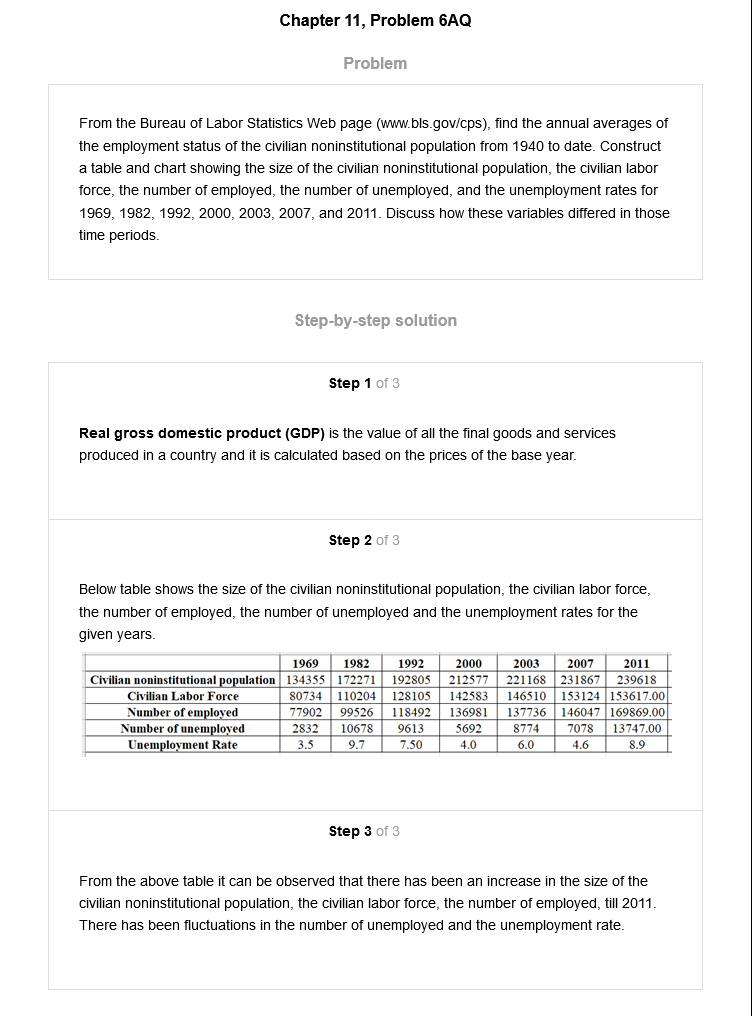 Chapter 11, Problem 6AQ
Problem
From the Bureau of Labor Statistics Web page (www.bls.gov/cps), find the annual averages of
the employment status of the civilian noninstitutional population from 1940 to date. Construct
a table and chart showing the size of the civilian noninstitutional population, the civilian labor
force, the number of employed, the number of unemployed, and the unemployment rates for
1969, 1982, 1992, 2000, 2003, 2007, and 2011. Discuss how these variables differed in those
time periods.
Step-by-step solution
Step 1 of 3
Real gross domestic product (GDP) is the value of all the final goods and services
produced in a country and it is calculated based on the prices of the base year.
Step 2 of 3
Below table shows the size of the civilian noninstitutional population, the civilian labor force,
the number of employed, the number of unemployed and the unemployment rates for the
given years.
1969 1982 1992 2000 2003 2007 2011
Civilian noninstitutional population 134355 172271 192805 212577 221168 231867 239618
Civilian Labor Force 80734 110204 128105 142583 146510 153124 153617.00
Number of employed 77902 99526 118492 136981 137736 146047 169869.00
Number of unemployed 2832 10678 9613 5692 8774 7078 13747.00
Unemployment Rate 3.5 9.7 7.50 4.0 6.0 4.6 8.9
Step 3 of 3
From the above table it can be observed that there has been an increase in the size of the
civilian noninstitutional population, the civilian labor force, the number of employed, till 2011.
There has been fluctuations in the number of unemployed and the unemployment rate.